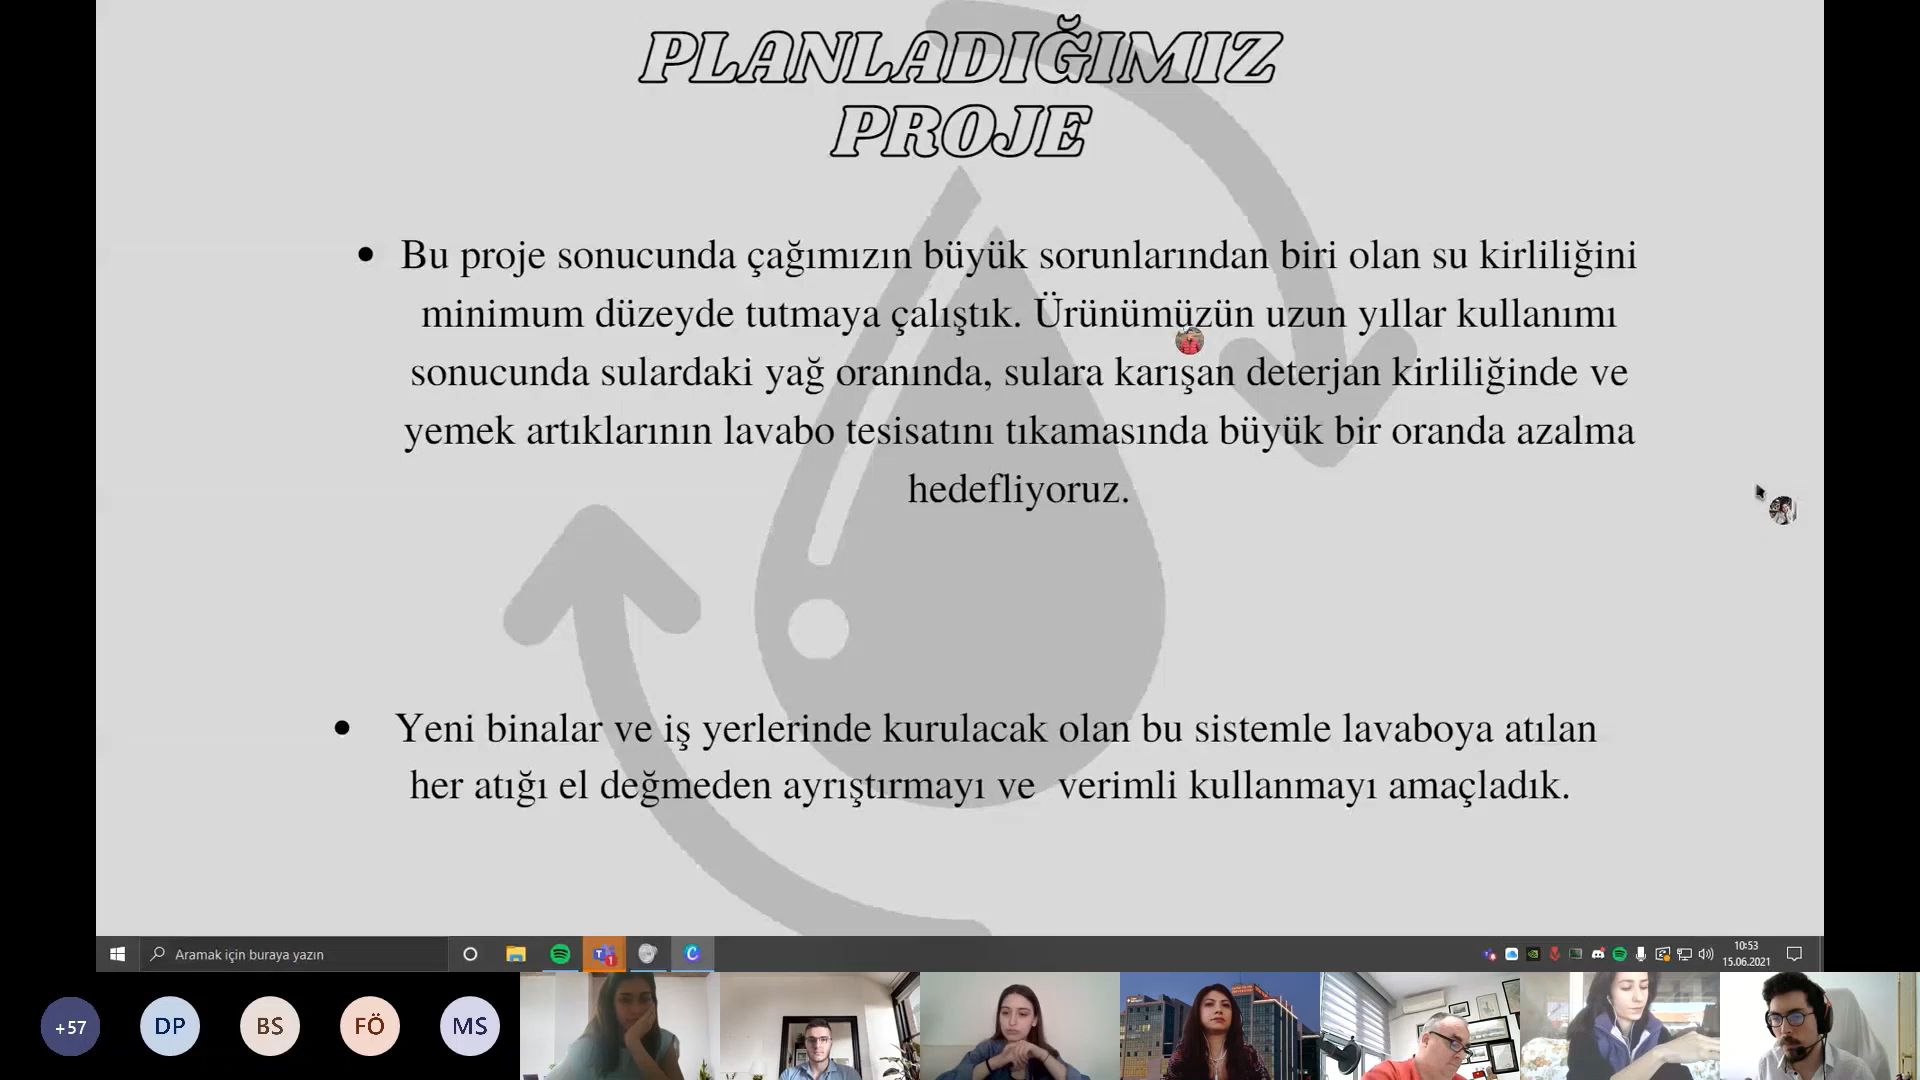 PLANLADIĞIMIZ
PROJE
Bu proje sonucunda çağımızın büyük sorunlarından biri olan su kirliliğini
minimum düzeyde tutmaya çalıştık. Ürünümüzün uzun yıllar kullanımı
sonucunda sulardaki yağ oranında, sulara karışan deterjan kirliliğinde ve
yemek artıklarının lavabo tesisatını tıkamasında büyük bir oranda azalma
hedefliyoruz.
Yeni binalar ve iş yerlerinde kurulacak olan bu sistemle lavaboya atılan
her atığı el değmeden ayrıştırmayı ve verimli kullanmayı amaçladık.
Aramak için buraya yazın
10:53
15.06.2021
+57
DP
BS
FÖ
MS